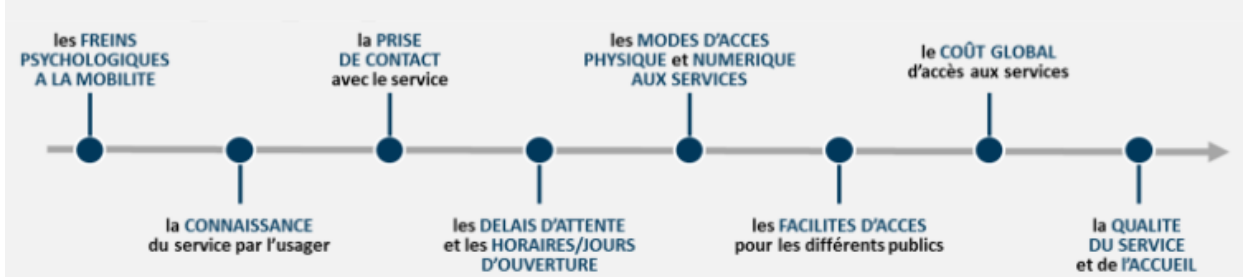 les FREINS
PSYCHOLOGIQUES
A LA MOBILITE
la CONNAISSANCE
du service par l'usager
la PRISE
DE CONTACT
avec le service
les DELAIS D'ATTENTE
et les HORAIRES/JOURS
D'OUVERTURE
les MODES D'ACCES
PHYSIQUE et NUMERIQUE
AUX SERVICES
les FACILITES D'ACCES
pour les différents publics
le COÛT GLOBAL
d'accès aux services
la QUALITE
DU SERVICE
et de l'ACCUEIL